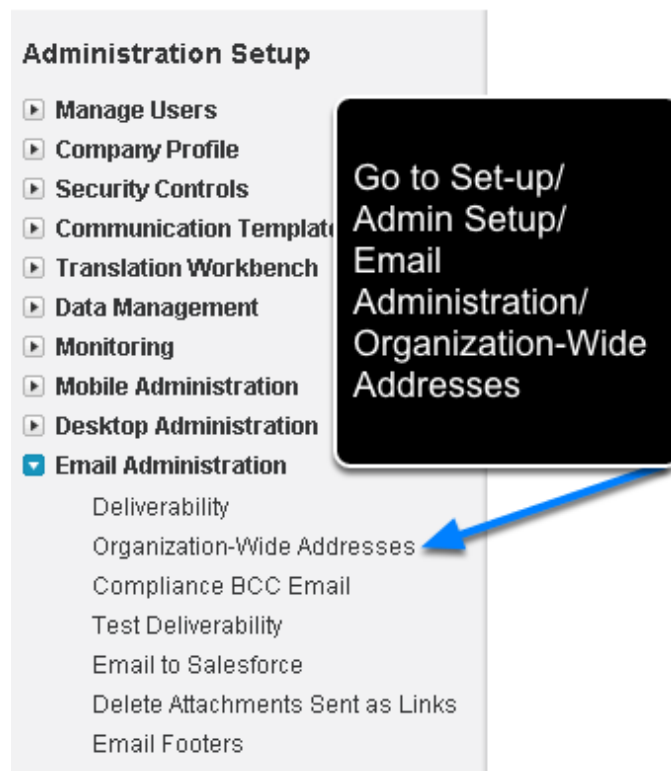 Administration Setup
Manage Users
Company Profile
Security Controls
Communication Templat
Translation Workbench
Data Management
Monitoring
Mobile Administration
Desktop Administration
Email Administration
Deliverability
Organization-Wide Addresses
Compliance BCC Email
Test Deliverability
Email to Salesforce
Delete Attachments Sent as Links
Email Footers
Go to Set-up/
Admin Setup/
Email
Administration/
Organization-Wide
Addresses